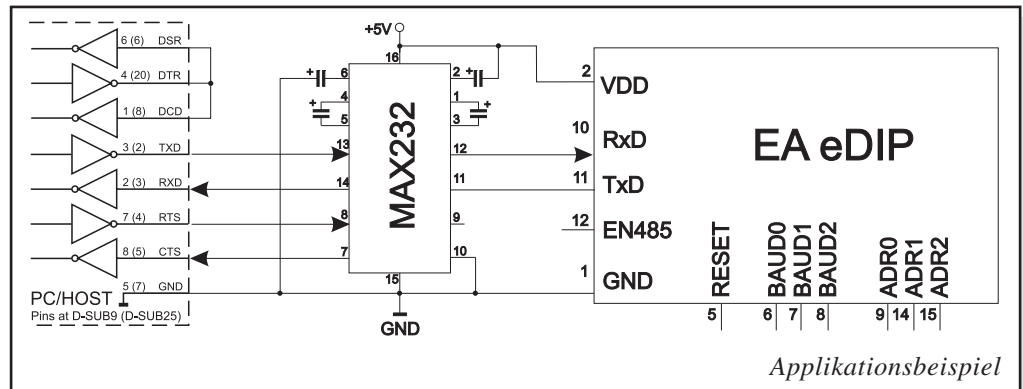 +5V
6 (6) DSR
4 (20) DTR
1 (8) DCD
3 (2) TXD
2 (3) RXD
7 (4) RTS
8 (5) CTS
5 (7) GND
PC/HOST
Pins at D-SUB9 (D-SUB25)
MAX232
16
+ 6
+ 4
5
13
14
8
7
15
2 +
1 +
3
12
11
9
10
GND
EA eDIP
2 VDD
10 RxD
11 TxD
12 EN485
1 GND
RESET
BAUD0
BAUD1
BAUD2
ADR0
ADR1
ADR2
5 6 7 8 9 14 15
Applikationsbeispiel